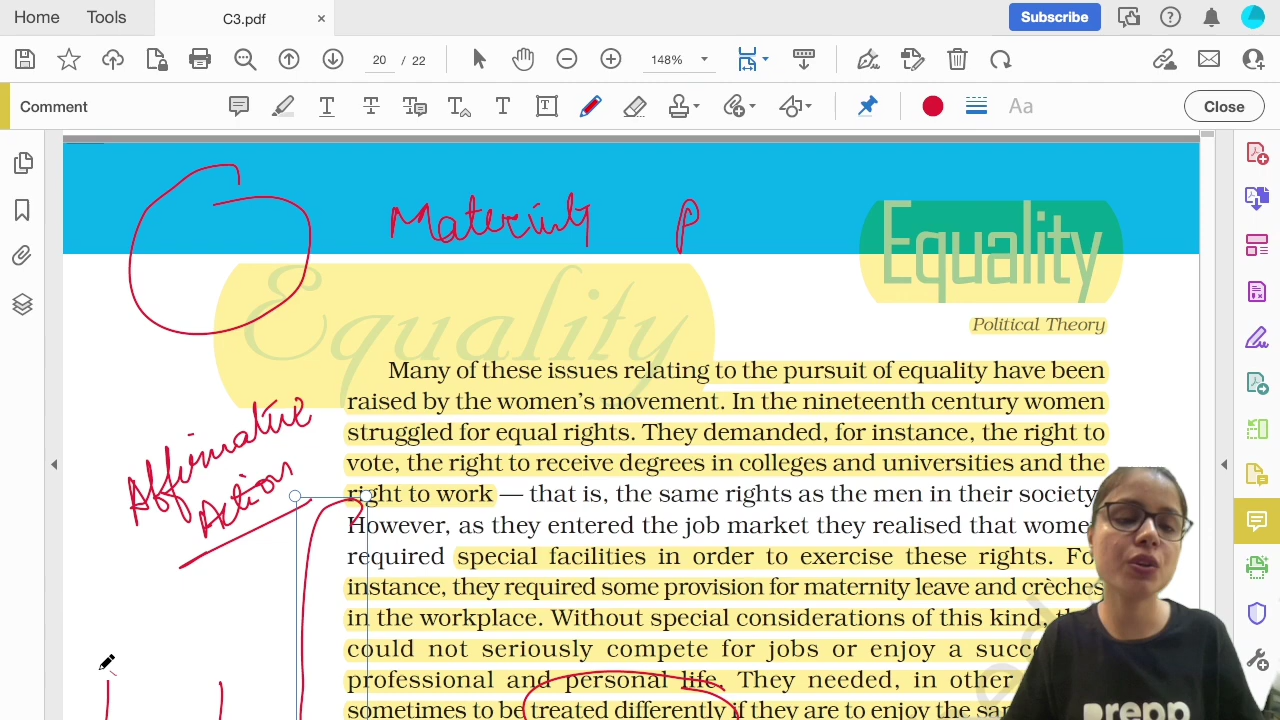 Home Tools C3.pdf × Subscribe
20 / 22 148%
Comment Aa Close
Materinity P
Equality
Equality
Political Theory
Many of these issues relating to the pursuit of equality have been
raised by the women's movement. In the nineteenth century women
struggled for equal rights. They demanded, for instance, the right to
Affirmative
vote, the right to receive degrees in colleges and universities and the
Action
right to work — that is, the same rights as the men in their society
However, as they entered the job market they realised that
required special facilities in order to exercise these rights.
instance, they required some provision for maternity leave and crèches
in the workplace. Without special considerations of this kind,
could not seriously compete for jobs or enjoy a
professional and personal life. They needed, in other
sometimes to be treated differently if they are to enjoy the
prepp